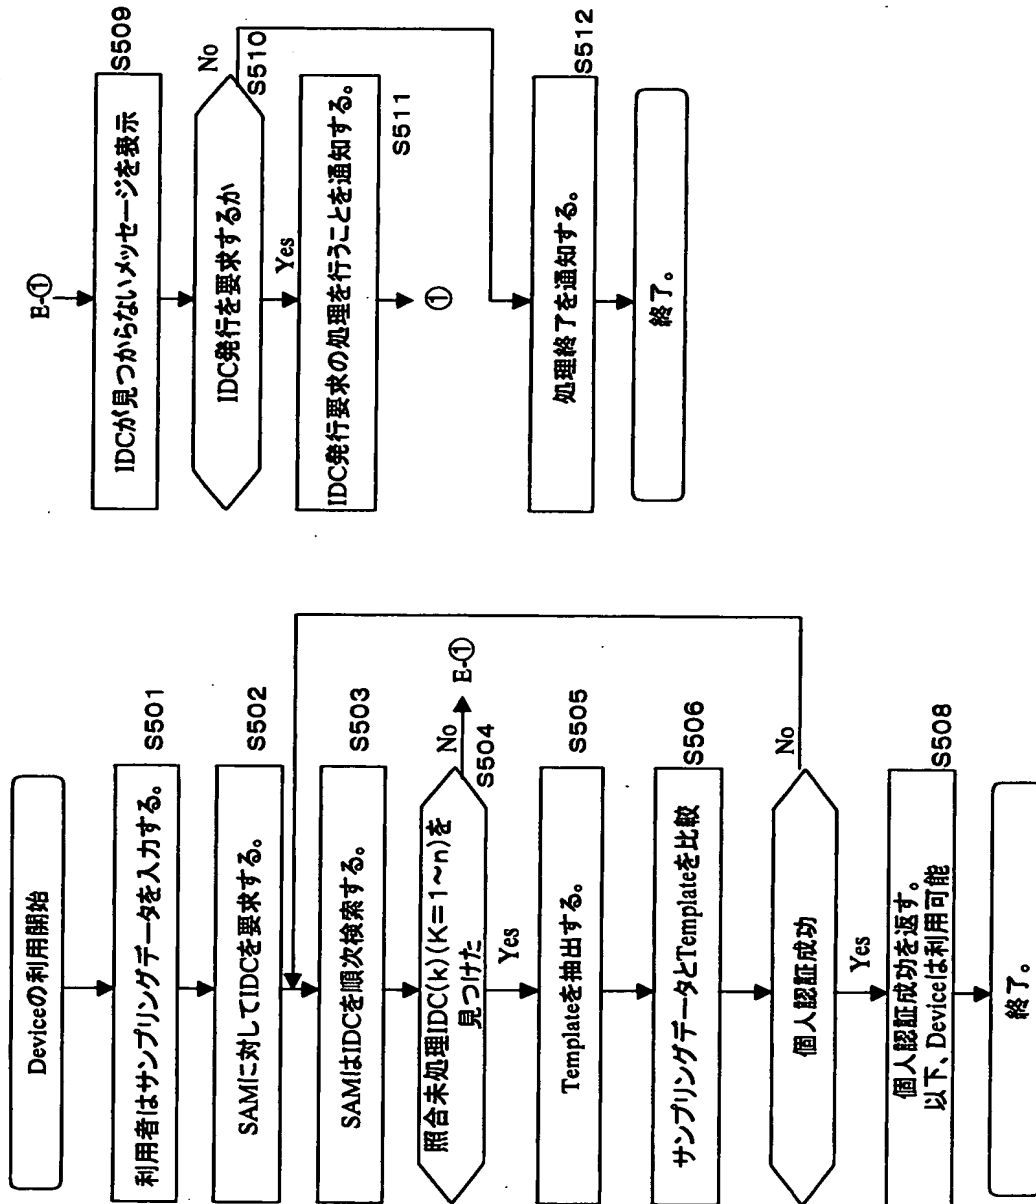 Deviceの利用開始
利用者はサンプリングデータを入力する。
S501
SAMに対してIDCを要求する。
S502
SAMはIDCを順次検索する。
S503
照合未処理IDC(k)(K=1~n)を
見つけた
No
E-①
S504
Yes
Templateを抽出する。
S505
サンプリングデータとTemplateを比較
S506
個人認証成功
No
Yes
個人認証成功を返す。
以下、Deviceは利用可能
S508
終了。
E-①
IDCが見つからないメッセージを表示
S509
IDC発行を要求するか
No
S510
Yes
IDC発行要求の処理を行うことを通知する。
S511
①
処理終了を通知する。
S512
終了。